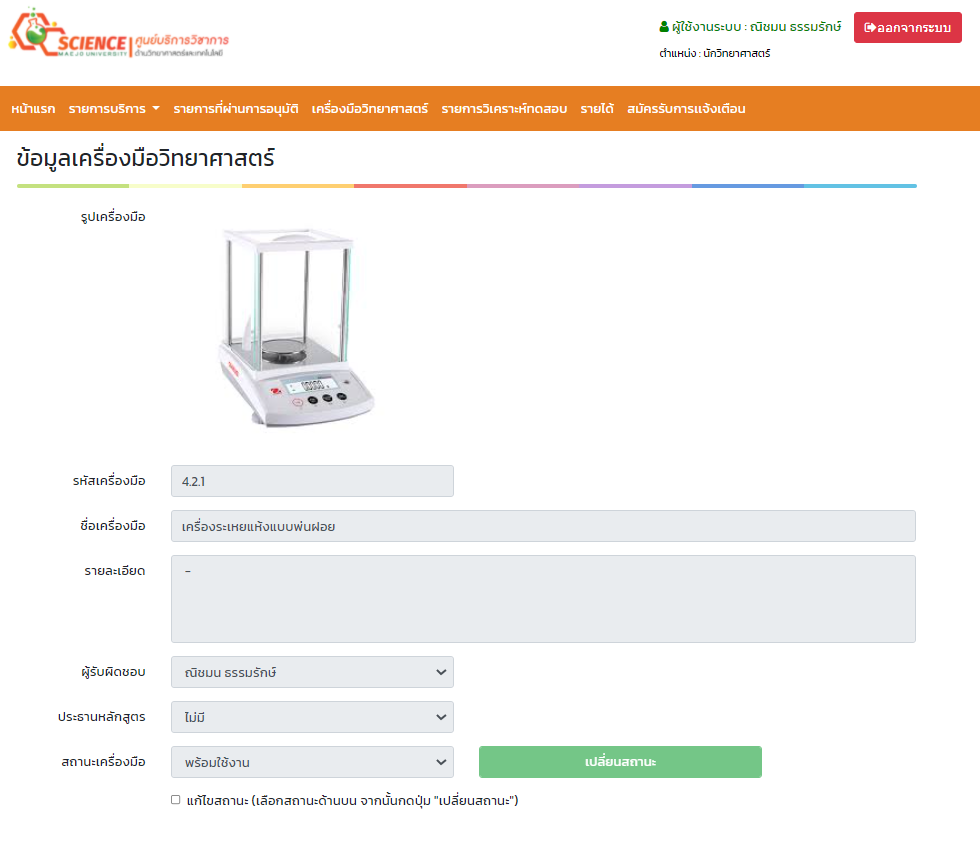 SCIENCE
MAEJO UNIVERSITY
ศูนย์บริการวิชาการ
ด้านวิทยาศาสตร์และเทคโนโลยี
ผู้ใช้งานระบบ : ณิชมน ธรรมรักษ์
ออกจากระบบ
ตำแหน่ง : นักวิทยาศาสตร์
หน้าแรก รายการบริการ รายการที่ผ่านการอนุมัติ เครื่องมือวิทยาศาสตร์ รายการวิเคราะห์ทดสอบ รายได้ สมัครรับการแจ้งเตือน
ข้อมูลเครื่องมือวิทยาศาสตร์
รูปเครื่องมือ
รหัสเครื่องมือ 4.2.1
ชื่อเครื่องมือ เครื่องระเหยแห้งแบบพ่นฝอย
รายละเอียด -
ผู้รับผิดชอบ ณิชมน ธรรมรักษ์
ประธานหลักสูตร ไม่มี
สถานะเครื่องมือ พร้อมใช้งาน เปลี่ยนสถานะ
แก้ไขสถานะ (เลือกสถานะด้านบน จากนั้นกดปุ่ม "เปลี่ยนสถานะ")